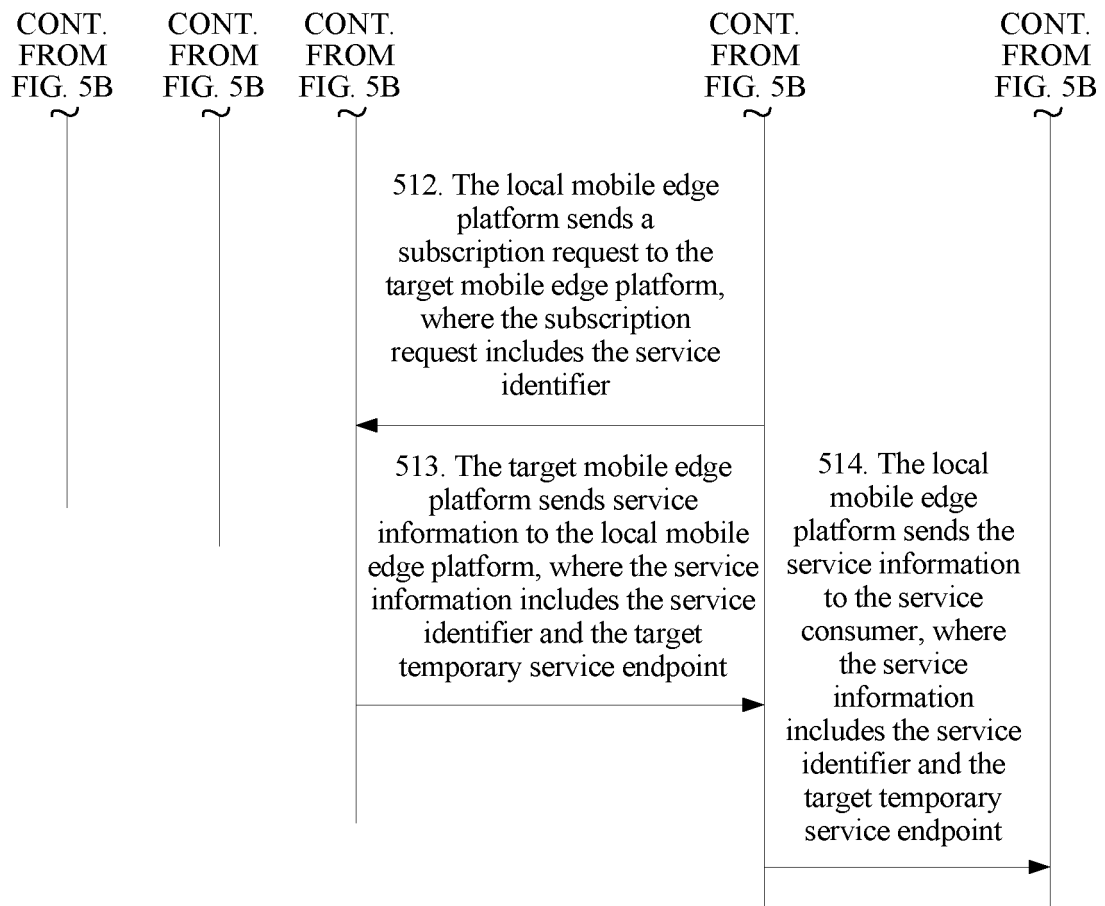 CONT.
FROM
FIG. 5B
CONT.
FROM
FIG. 5B
CONT.
FROM
FIG. 5B
CONT.
FROM
FIG. 5B
CONT.
FROM
FIG. 5B
512. The local mobile edge
platform sends a
subscription request to the
target mobile edge platform,
where the subscription
request includes the service
identifier
513. The target mobile edge
platform sends service
information to the local mobile
edge platform, where the service
information includes the service
identifier and the target
temporary service endpoint
514. The local
mobile edge
platform sends the
service information
to the service
consumer, where
the service
information
includes the service
identifier and the
target temporary
service endpoint